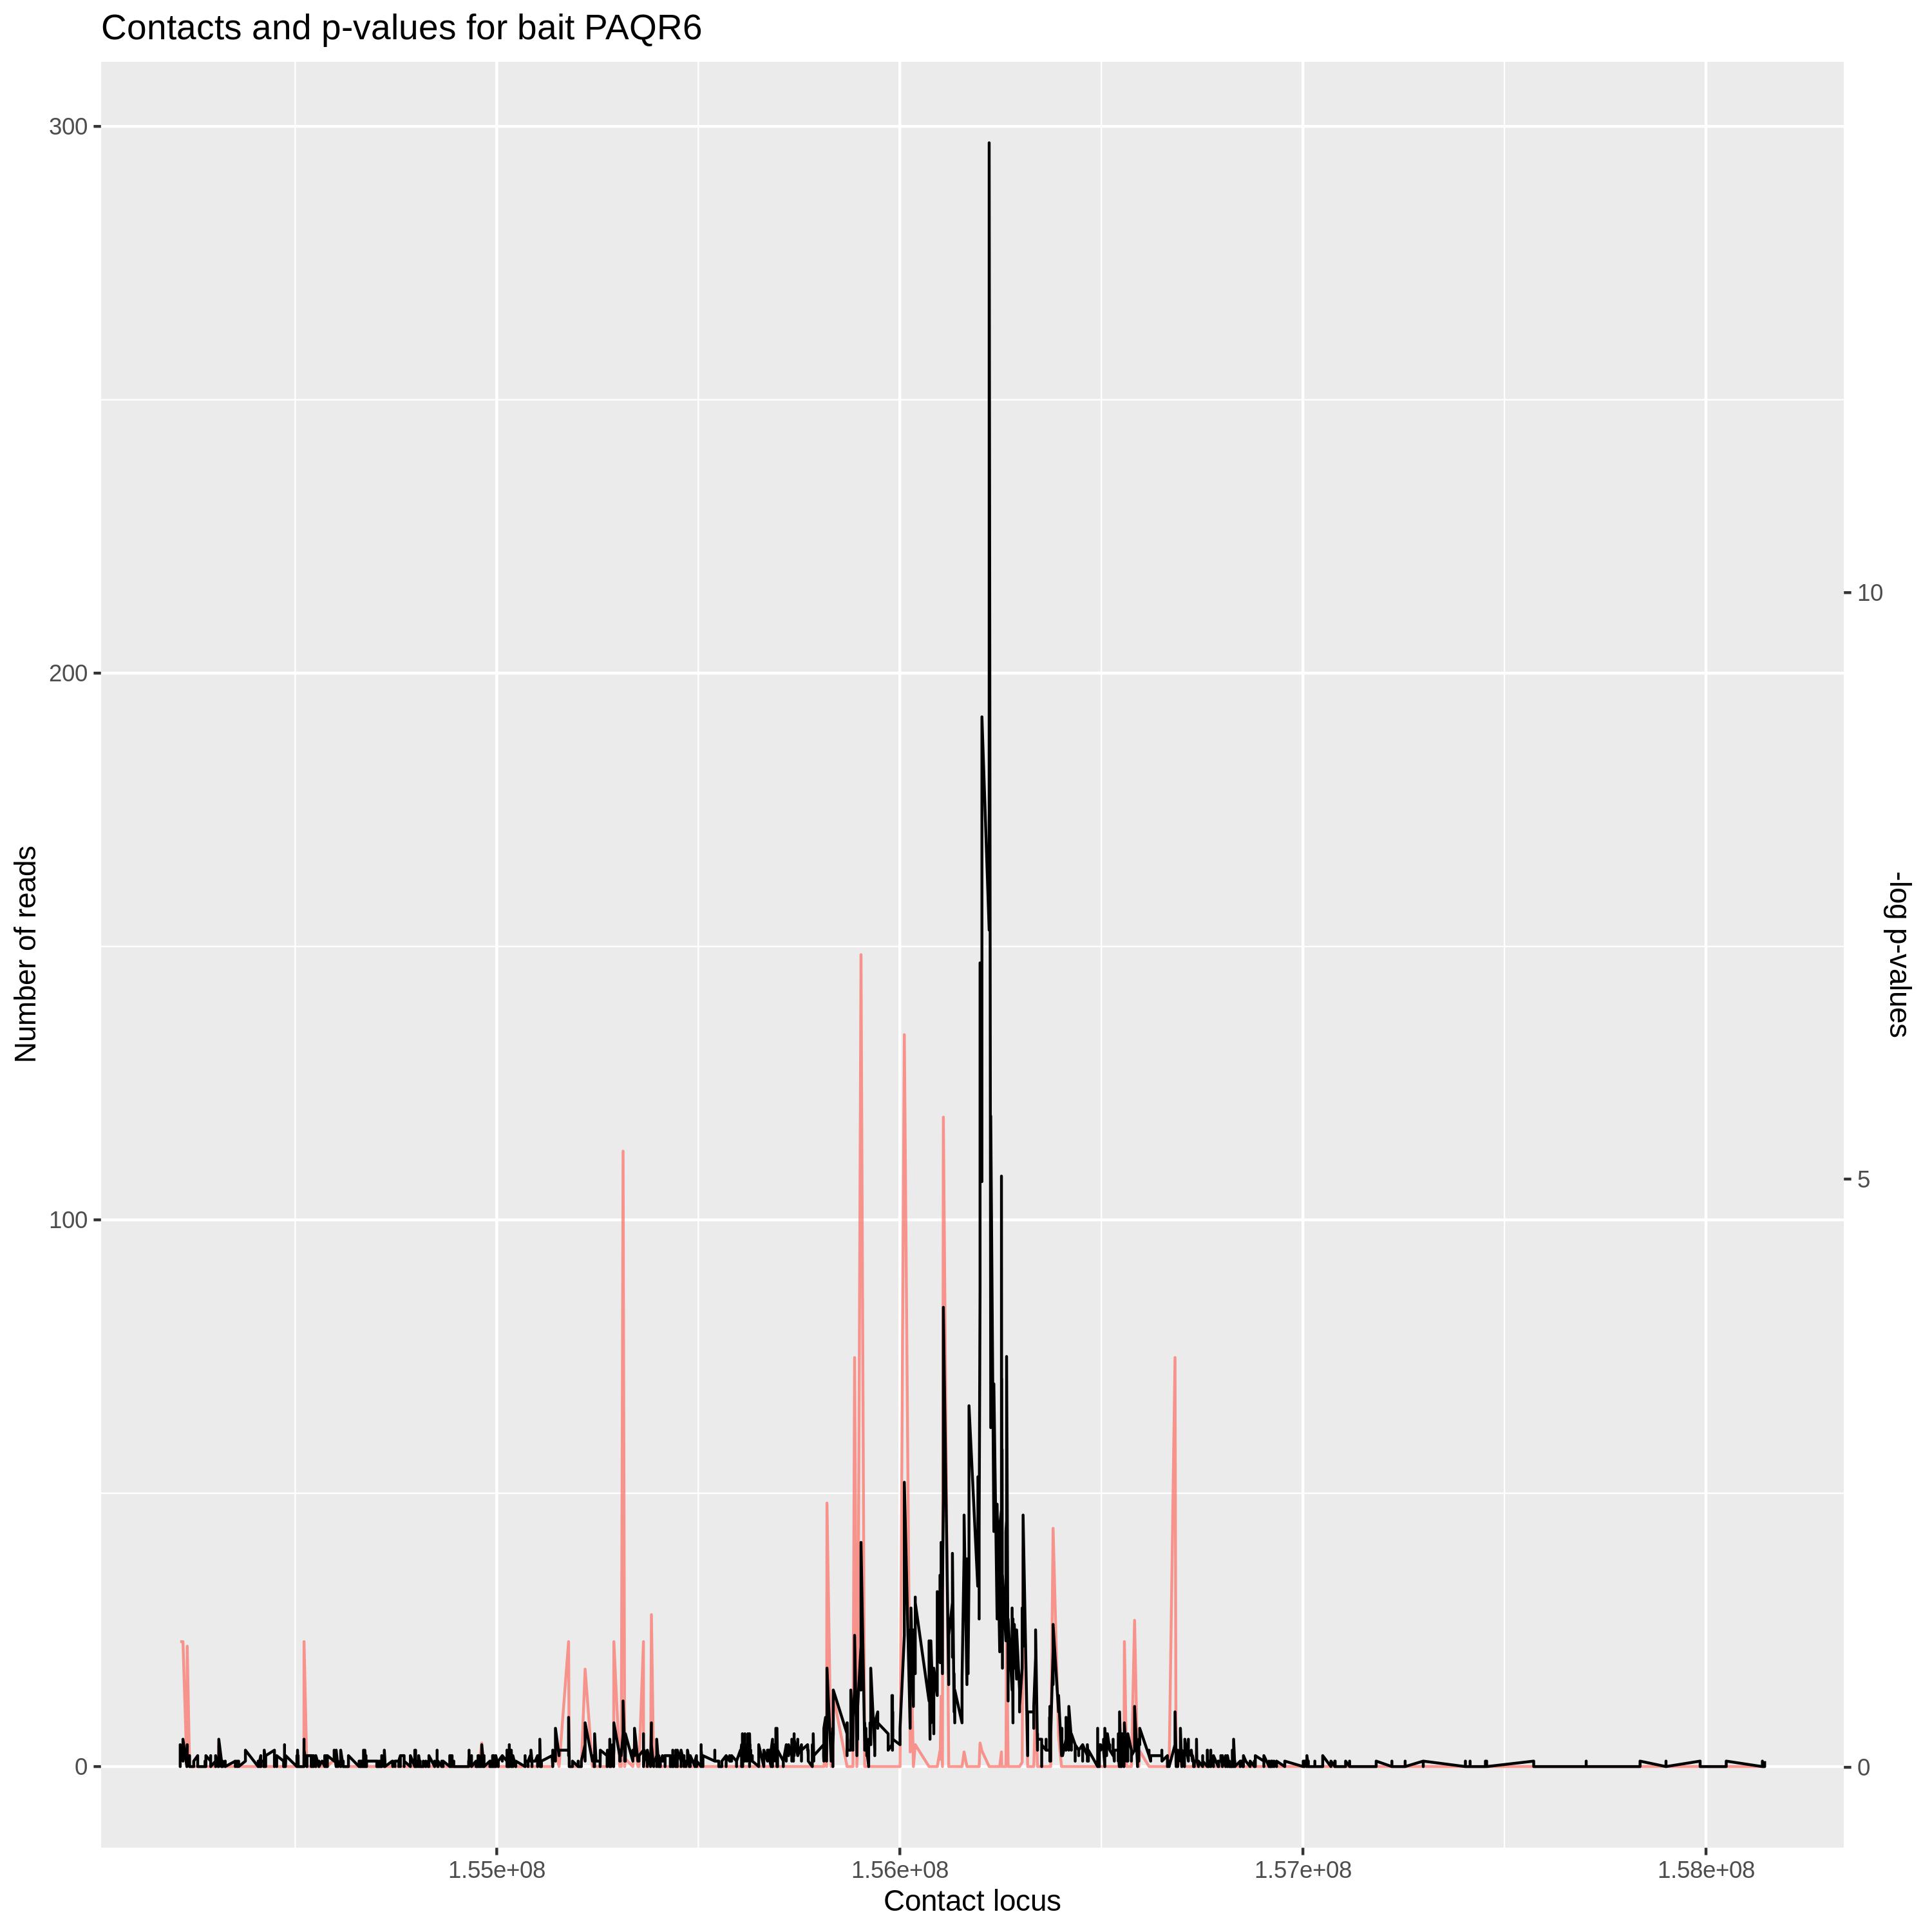 Contacts and p-values for bait PAQR6
300
200
100
0
Number of reads
10
5
0
-log p-values
1.55e+08
1.56e+08
1.57e+08
1.58e+08
Contact locus